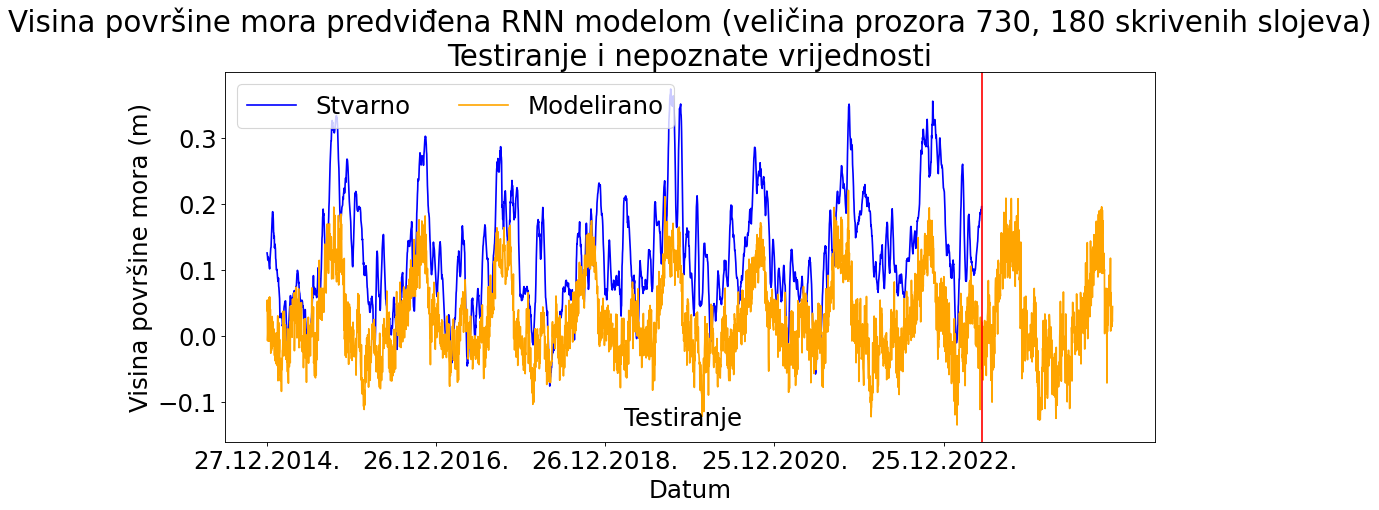 Visina površine mora predviđena RNN modelom (veličina prozora 730, 180 skrivenih slojeva)
Testiranje i nepoznate vrijednosti
Stvarno
Modelirano
Visina površine mora (m)
0.3
0.2
0.1
0.0
−0.1
Testiranje
27.12.2014.
26.12.2016.
26.12.2018.
25.12.2020.
25.12.2022.
Datum